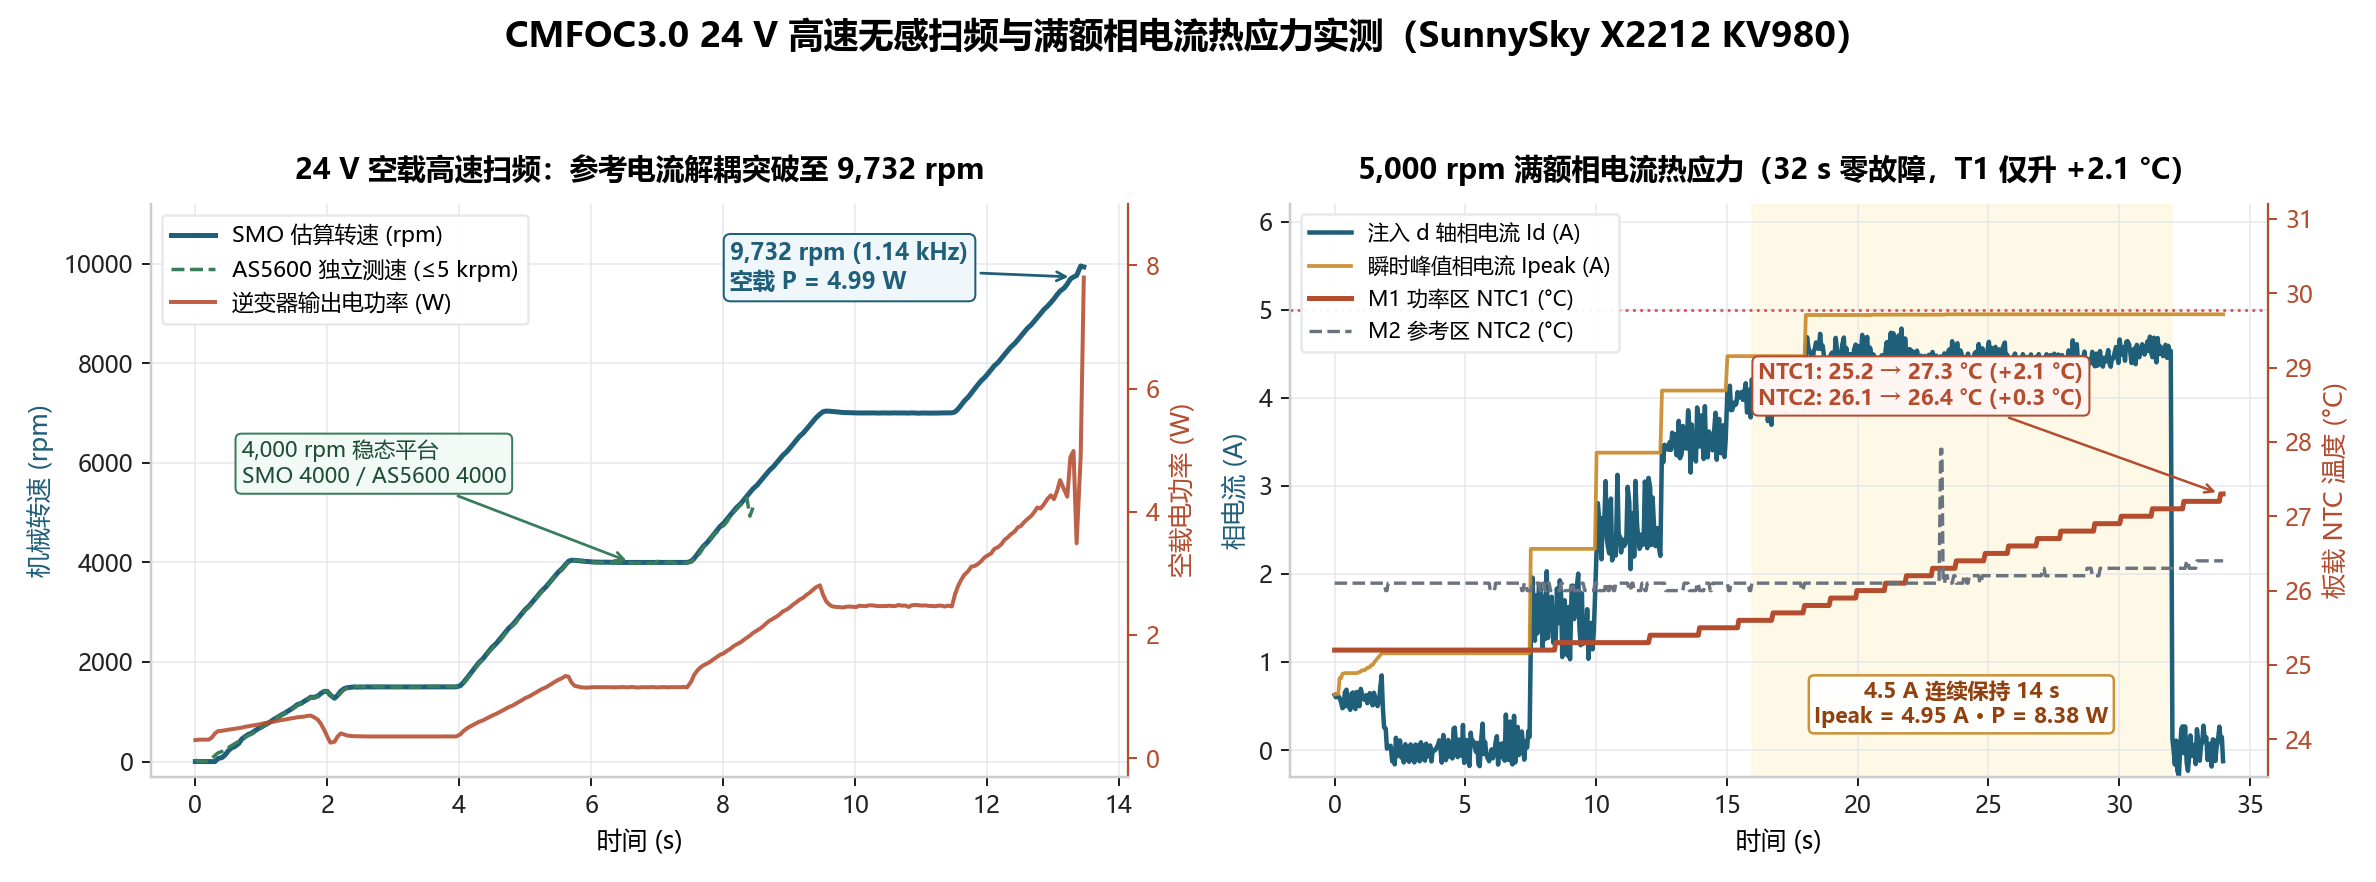 CMFOC3.0 24 V 高速无感扫频与满额相电流热应力实测（SunnySky X2212 KV980）
24 V 空载高速扫频：参考电流解耦突破至 9,732 rpm
SMO 估算转速 (rpm)
AS5600 独立测速 (≤5 krpm)
逆变器输出电功率 (W)
9,732 rpm (1.14 kHz)
空载 P = 4.99 W
4,000 rpm 稳态平台
SMO 4000 / AS5600 4000
机械转速 (rpm)
10000
8000
6000
4000
2000
0
空载电功率 (W)
8
6
4
2
0
0 2 4 6 8 10 12 14
时间 (s)
5,000 rpm 满额相电流热应力（32 s 零故障，T1 仅升 +2.1 °C）
注入 d 轴相电流 Id (A)
瞬时峰值相电流 Ipeak (A)
M1 功率区 NTC1 (°C)
M2 参考区 NTC2 (°C)
NTC1: 25.2 → 27.3 °C (+2.1 °C)
NTC2: 26.1 → 26.4 °C (+0.3 °C)
4.5 A 连续保持 14 s
Ipeak = 4.95 A • P = 8.38 W
相电流 (A)
6
5
4
3
2
1
0
板载 NTC 温度 (°C)
31
30
29
28
27
26
25
24
0 5 10 15 20 25 30 35
时间 (s)